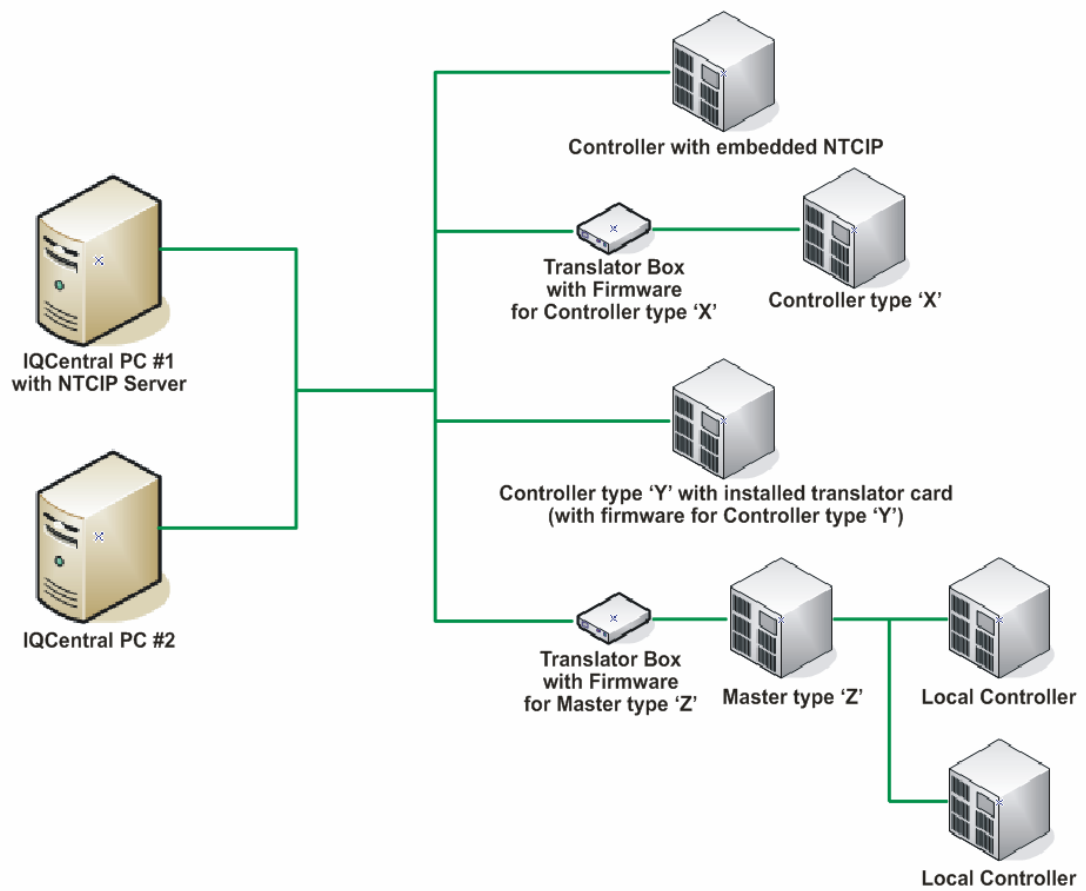 Controller with embedded NTCIP
Translator Box
with Firmware
for Controller type ‘X’
Controller type ‘X’
IQCentral PC #1
with NTCIP Server
Controller type ‘Y’ with installed translator card
(with firmware for Controller type ‘Y’)
IQCentral PC #2
Translator Box
with Firmware
for Master type ‘Z’
Master type ‘Z’
Local Controller
Local Controller